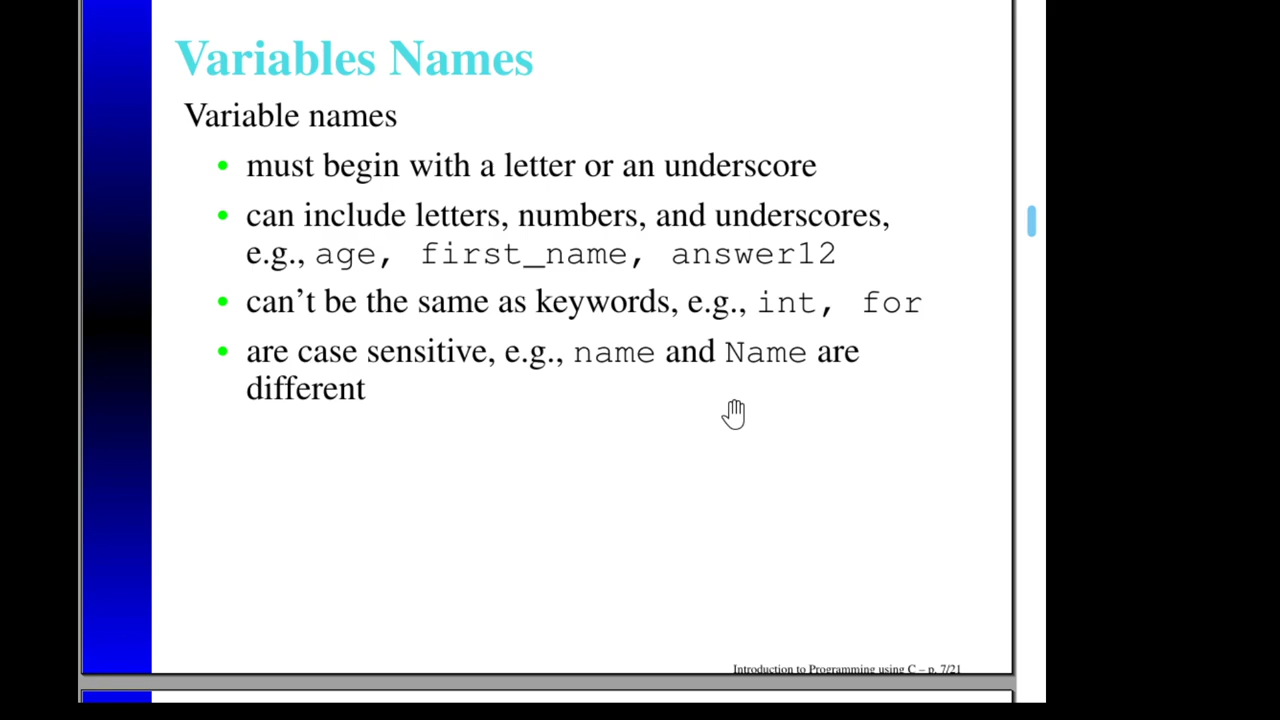 Variables Names
Variable names
• must begin with a letter or an underscore
• can include letters, numbers, and underscores,
e.g., age, first_name, answer12
• can't be the same as keywords, e.g., int, for
• are case sensitive, e.g., name and Name are
different
Introduction to Programming using C – p. 7/21